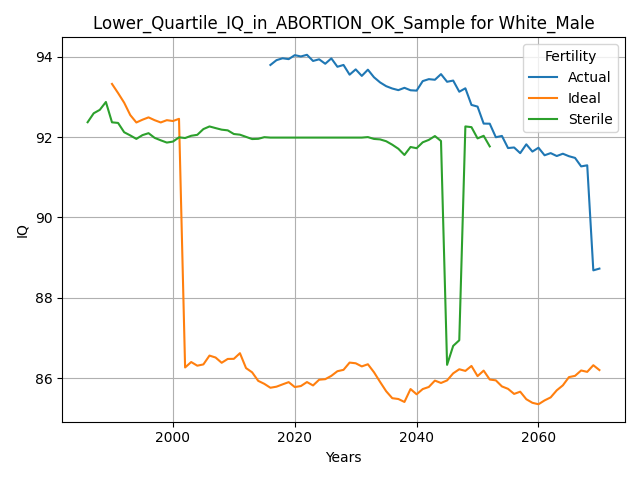 Lower_Quartile_IQ_in_ABORTION_OK_Sample for White_Male
Fertility
Actual
Ideal
Sterile
IQ
94
92
90
88
86
2000
2020
2040
2060
Years